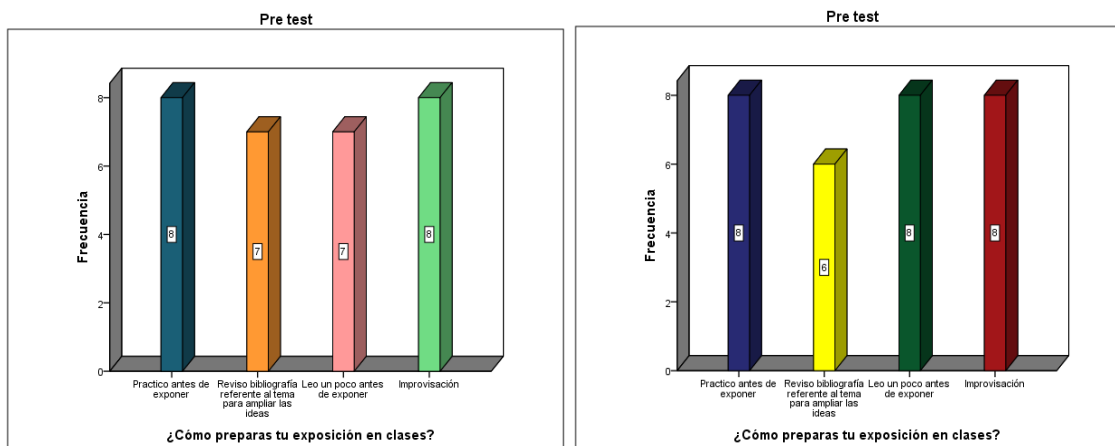 Pre test
Frecuencia
8
6
4
2
0
8
7
7
8
Practico antes de
exponer
Reviso bibliografía
referente al tema
para ampliar las
ideas
Leo un poco antes
de exponer
Improvisación
¿Cómo preparas tu exposición en clases?
Pre test
Frecuencia
8
6
4
2
0
8
6
8
8
Practico antes de
exponer
Reviso bibliografía
referente al tema
para ampliar las
ideas
Leo un poco antes
de exponer
Improvisación
¿Cómo preparas tu exposición en clases?